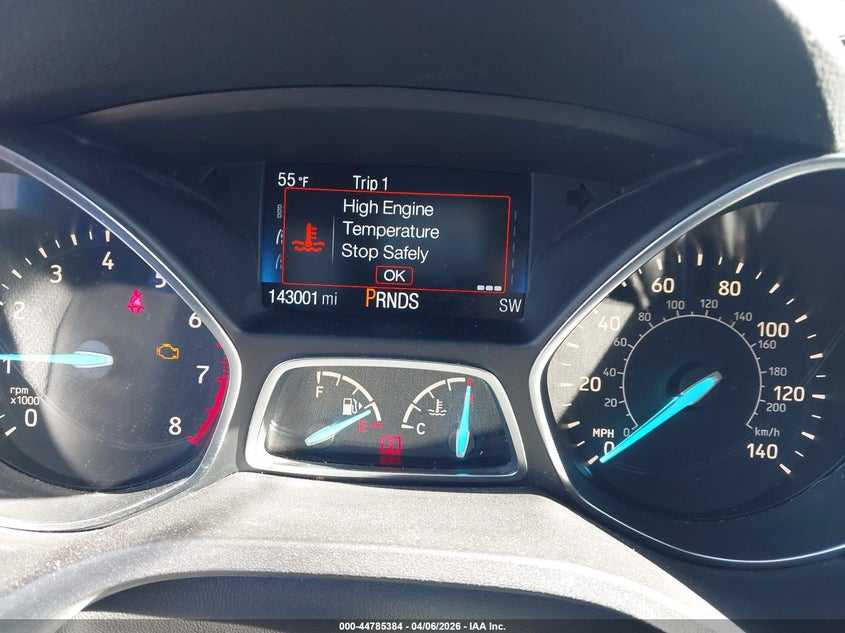 55°F Trip 1
High Engine
Temperature
Stop Safely
OK
143001 mi PRNDS SW
0 1 2 3 4 5 6 7 8
rpm
x1000
F E
C
0 20 40 60 80 100 120 140
MPH
0 20 40 60 80 100 120 140 160 180 200
km/h
000-44785384 | 04/06/2026 - IAA Inc.